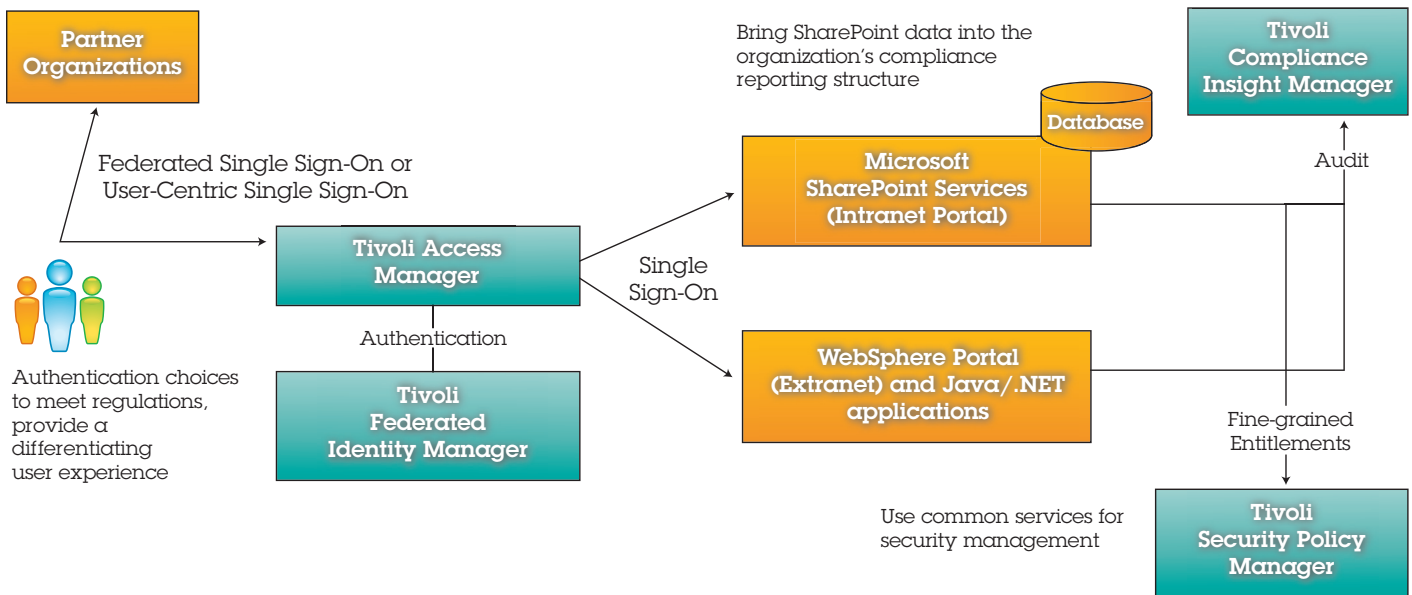 Partner
Organizations
Federated Single Sign-On or
User-Centric Single Sign-On
Authentication choices
to meet regulations,
provide a
differentiating
user experience
Tivoli Access
Manager
Authentication
Tivoli
Federated
Identity Manager
Single
Sign-On
Bring SharePoint data into the
organization's compliance
reporting structure
Database
Microsoft
SharePoint Services
(Intranet Portal)
WebSphere Portal
(Extranet) and Java/.NET
applications
Tivoli
Compliance
Insight Manager
Audit
Fine-grained
Entitlements
Use common services for
security management
Tivoli
Security Policy
Manager